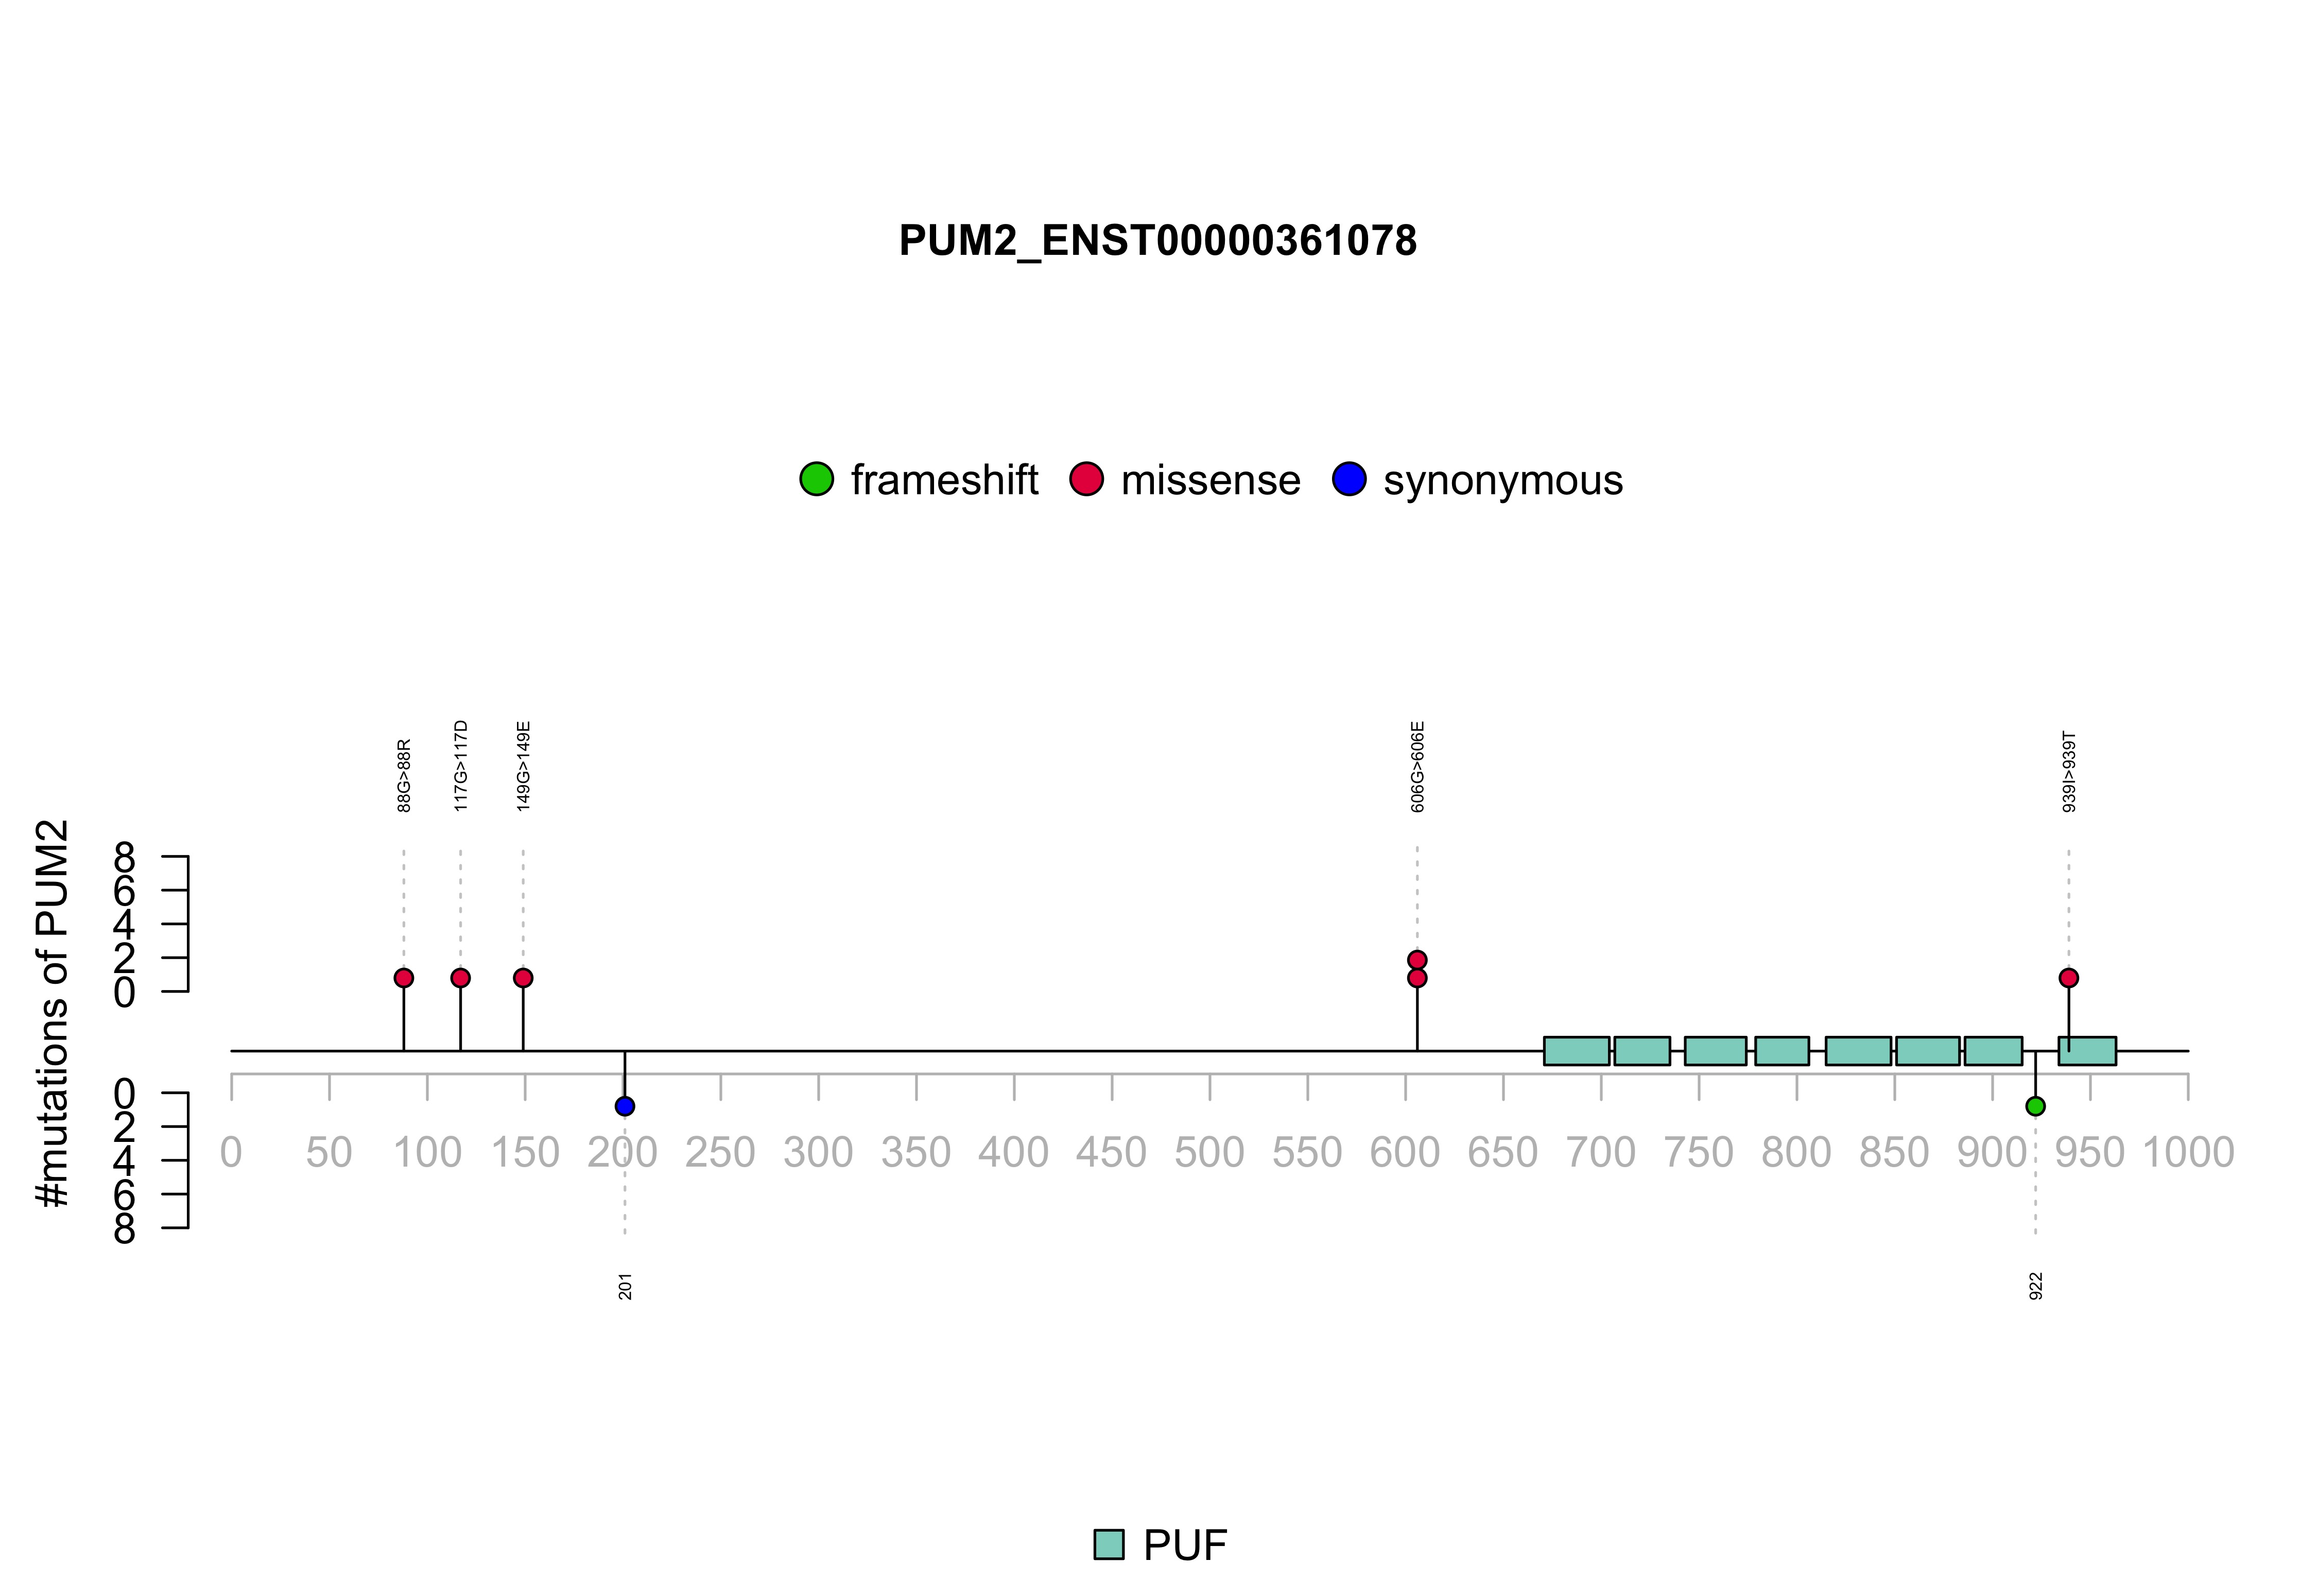 PUM2_ENST00000361078
frameshift missense synonymous
88G>88R
117G>117D
149G>149E
606G>606E
939I>939T
#mutations of PUM2
8
6
4
2
0
0
2
4
6
8
0 50 100 150 200 250 300 350 400 450 500 550 600 650 700 750 800 850 900 950 1000
201
922
PUF